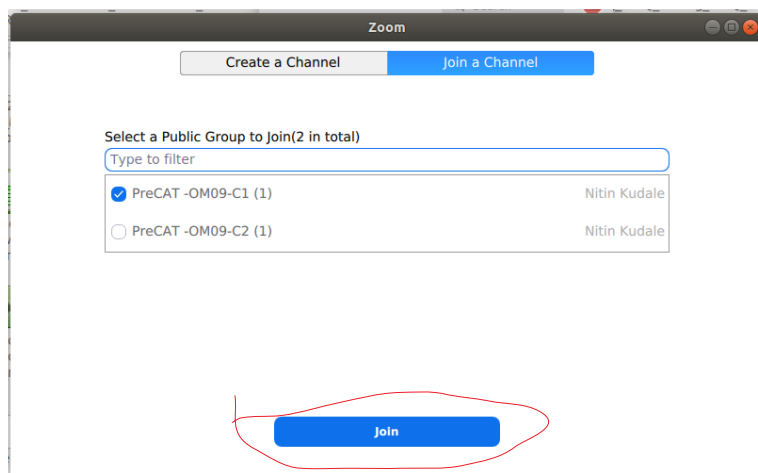 Zoom
Create a Channel Join a Channel
Select a Public Group to Join(2 in total)
Type to filter
PreCAT -OM09-C1 (1) Nitin Kudale
PreCAT -OM09-C2 (1) Nitin Kudale
Join